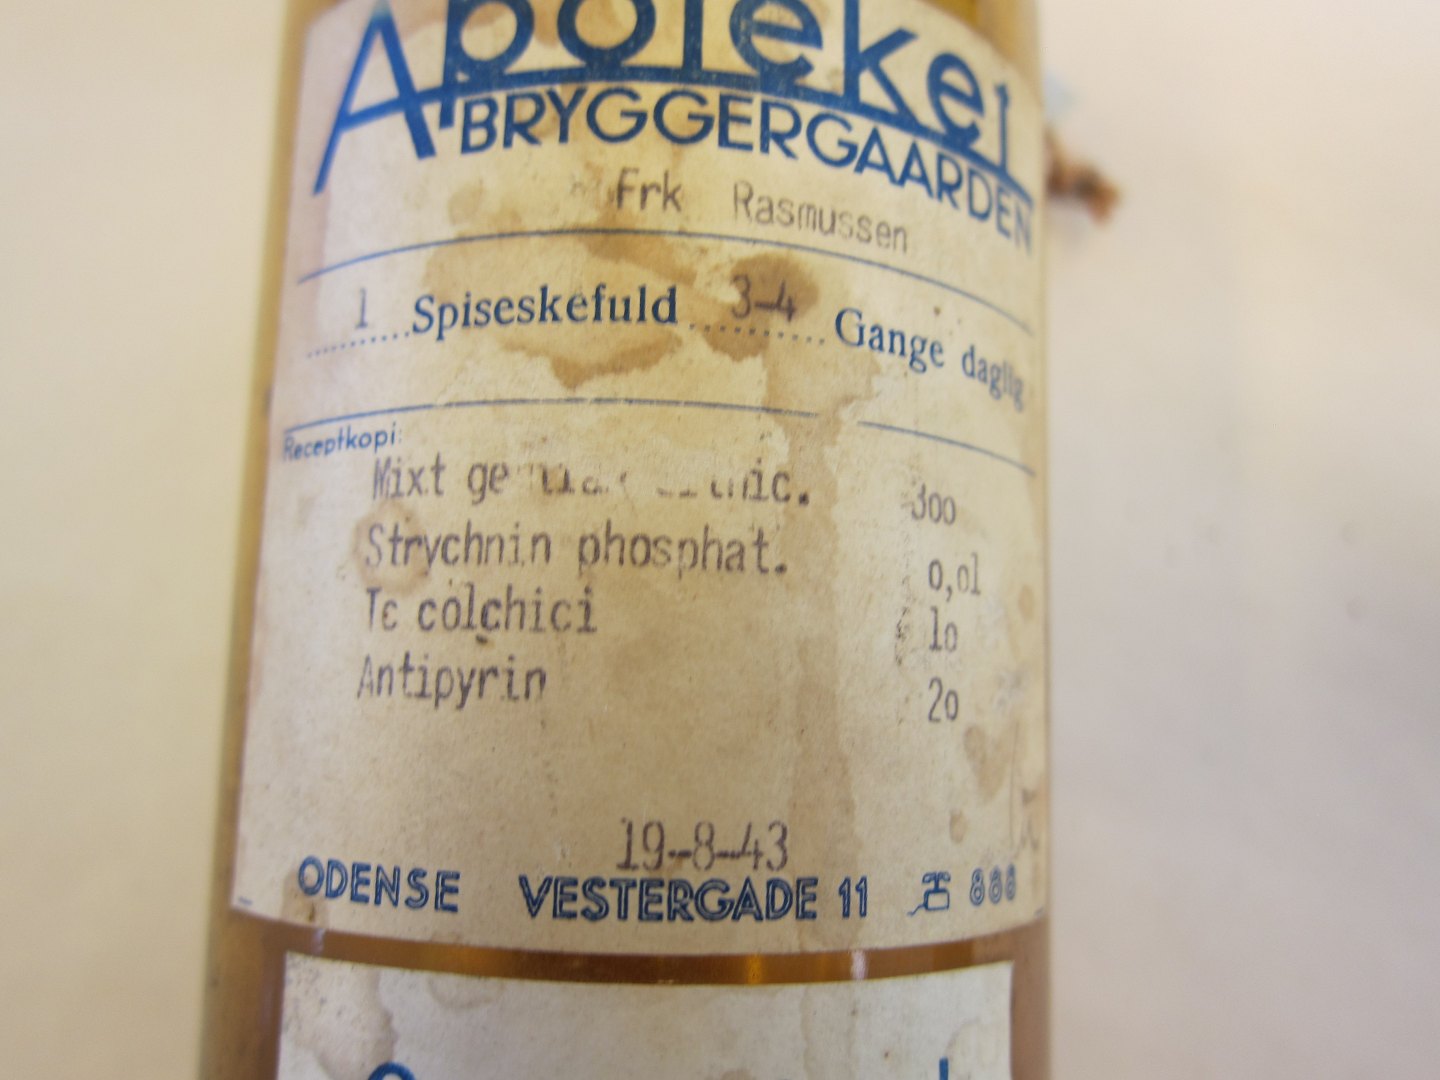 Apoteket
BRYGGERGAARDEN
Frk Rasmussen
1 Spiseskefuld 3-4 Gange daglig
Receptkopi:
Mixt 300
Strychnin phosphat. 0,01
Tc colchici 10
Antipyrin 20
19-8-43
ODENSE VESTERGADE 11 888